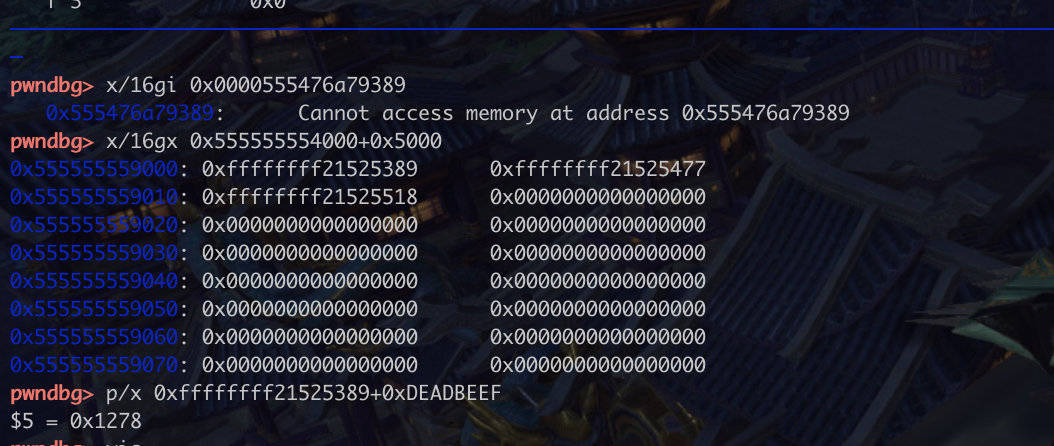 0x0
pwndbg> x/16gi 0x0000555476a79389
0x555476a79389: Cannot access memory at address 0x555476a79389
pwndbg> x/16gx 0x555555554000+0x5000
0x555555559000: 0xffffffff21525389 0xffffffff21525477
0x555555559010: 0xffffffff21525518 0x0000000000000000
0x555555559020: 0x0000000000000000 0x0000000000000000
0x555555559030: 0x0000000000000000 0x0000000000000000
0x555555559040: 0x0000000000000000 0x0000000000000000
0x555555559050: 0x0000000000000000 0x0000000000000000
0x555555559060: 0x0000000000000000 0x0000000000000000
0x555555559070: 0x0000000000000000 0x0000000000000000
pwndbg> p/x 0xffffffff21525389+0xDEADBEEF
$5 = 0x1278